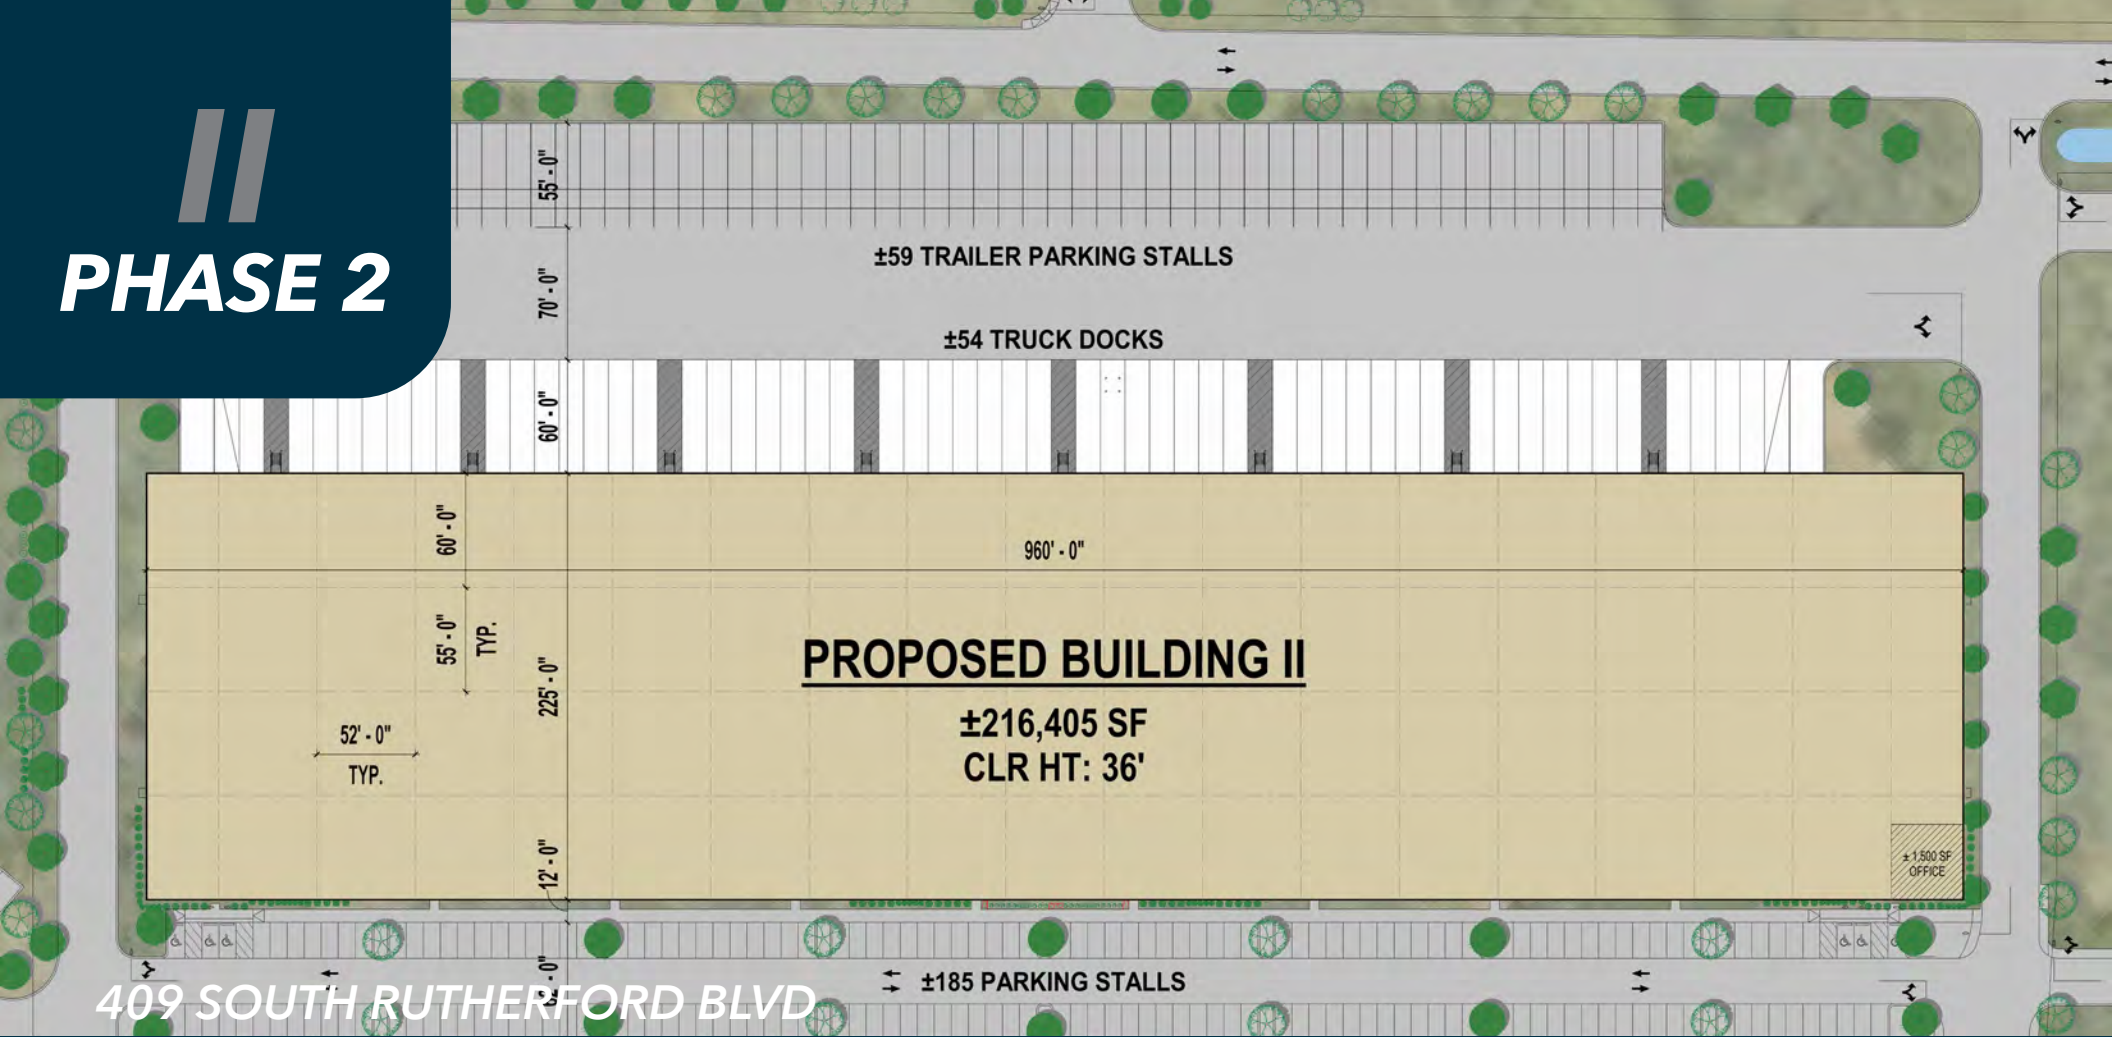 II
PHASE 2
55' - 0"
±59 TRAILER PARKING STALLS
70' - 0"
±54 TRUCK DOCKS
60' - 0"
60' - 0"
960' - 0"
55' - 0"
TYP.
225' - 0"
PROPOSED BUILDING II
±216,405 SF
CLR HT: 36'
52' - 0"
TYP.
12' - 0"
± 1,500 SF
OFFICE
±185 PARKING STALLS
409 SOUTH RUTHERFORD BLVD